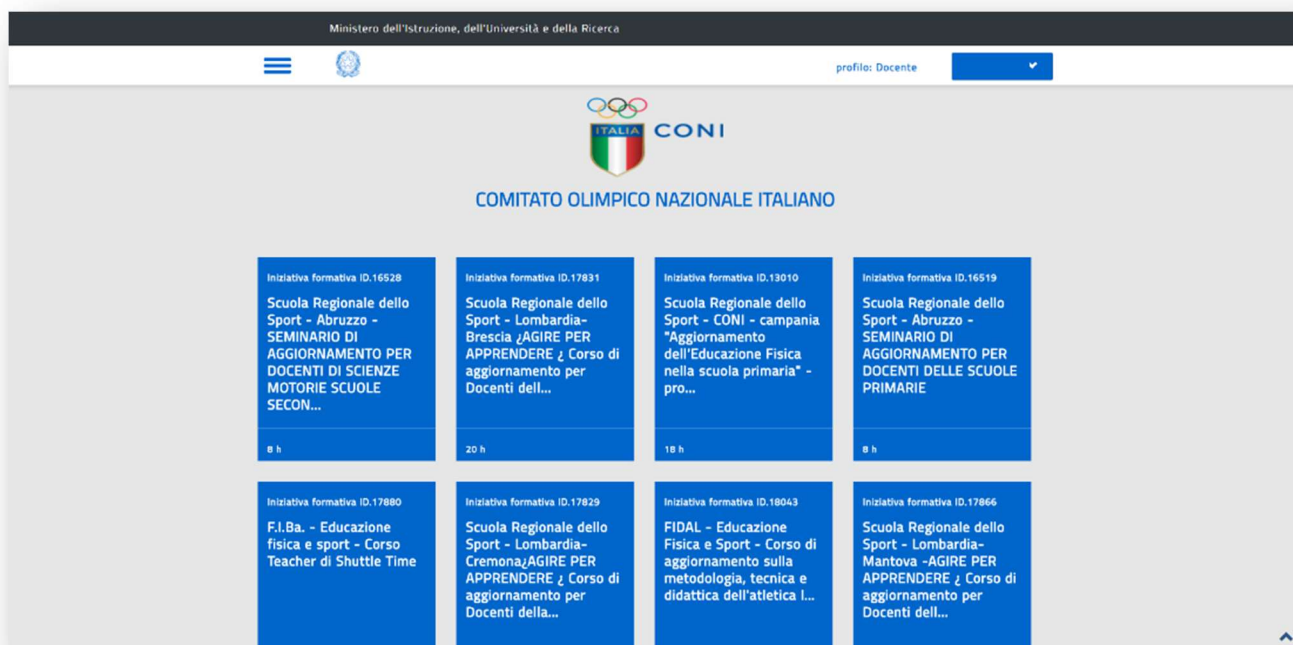 Ministero dell'Istruzione, dell'Università e della Ricerca
profilo: Docente
ITALIA
CONI
COMITATO OLIMPICO NAZIONALE ITALIANO
Iniziativa formativa ID.16528
Scuola Regionale dello
Sport - Abruzzo -
SEMINARIO DI
AGGIORNAMENTO PER
DOCENTI DI SCIENZE
MOTORIE SCUOLE
SECON...
8 h
Iniziativa formativa ID.17831
Scuola Regionale dello
Sport - Lombardia-
Brescia ¿AGIRE PER
APPRENDERE ¿ Corso di
aggiornamento per
Docenti dell...
20 h
Iniziativa formativa ID.13010
Scuola Regionale dello
Sport - CONI - campania
"Aggiornamento
dell'Educazione Fisica
nella scuola primaria" -
pro...
18 h
Iniziativa formativa ID.16519
Scuola Regionale dello
Sport - Abruzzo -
SEMINARIO DI
AGGIORNAMENTO PER
DOCENTI DELLE SCUOLE
PRIMARIE
8 h
Iniziativa formativa ID.17880
F.I.Ba. - Educazione
fisica e sport - Corso
Teacher di Shuttle Time
Iniziativa formativa ID.17829
Scuola Regionale dello
Sport - Lombardia-
Cremona¿AGIRE PER
APPRENDERE ¿ Corso di
aggiornamento per
Docenti della...
Iniziativa formativa ID.18043
FIDAL - Educazione
Fisica e Sport - Corso di
aggiornamento sulla
metodologia, tecnica e
didattica dell'atletica l...
Iniziativa formativa ID.17866
Scuola Regionale dello
Sport - Lombardia-
Mantova -AGIRE PER
APPRENDERE ¿ Corso di
aggiornamento per
Docenti dell...